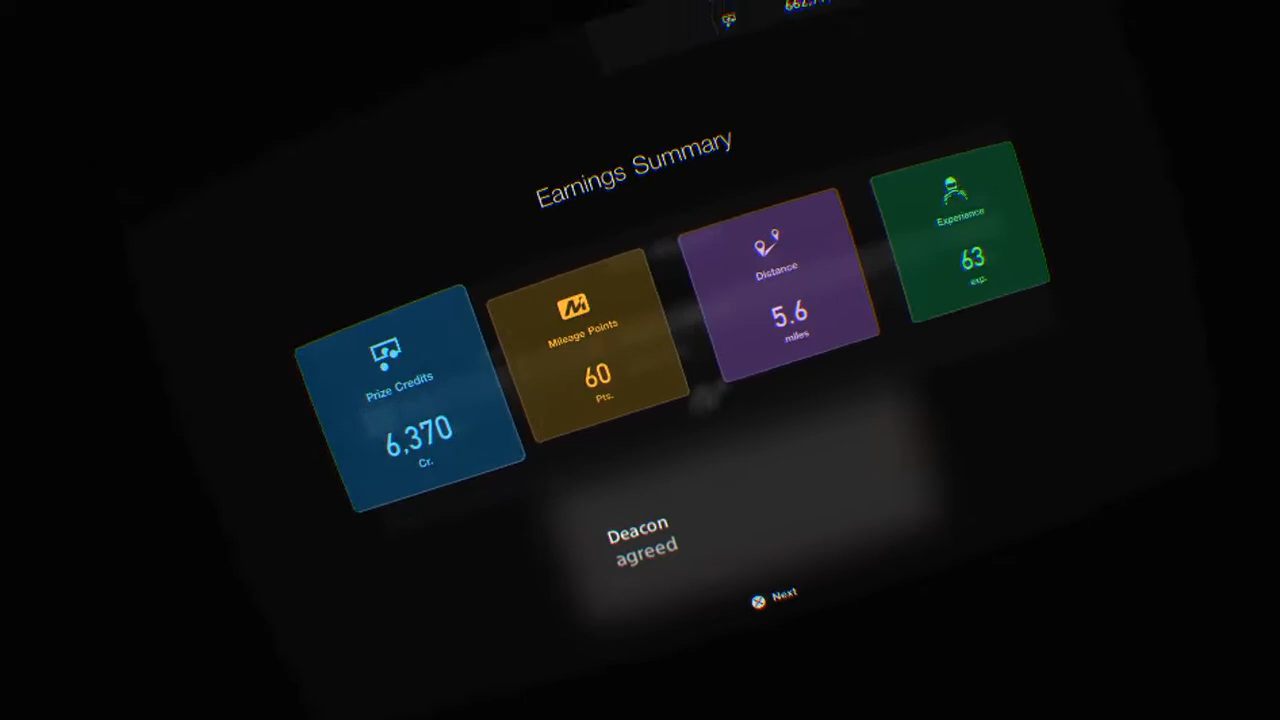 Earnings Summary
Prize Credits
6,370
Cr.
Mileage Points
60
Pts.
Distance
5.6
miles
Experience
63
exp.
Deacon
agreed
Next